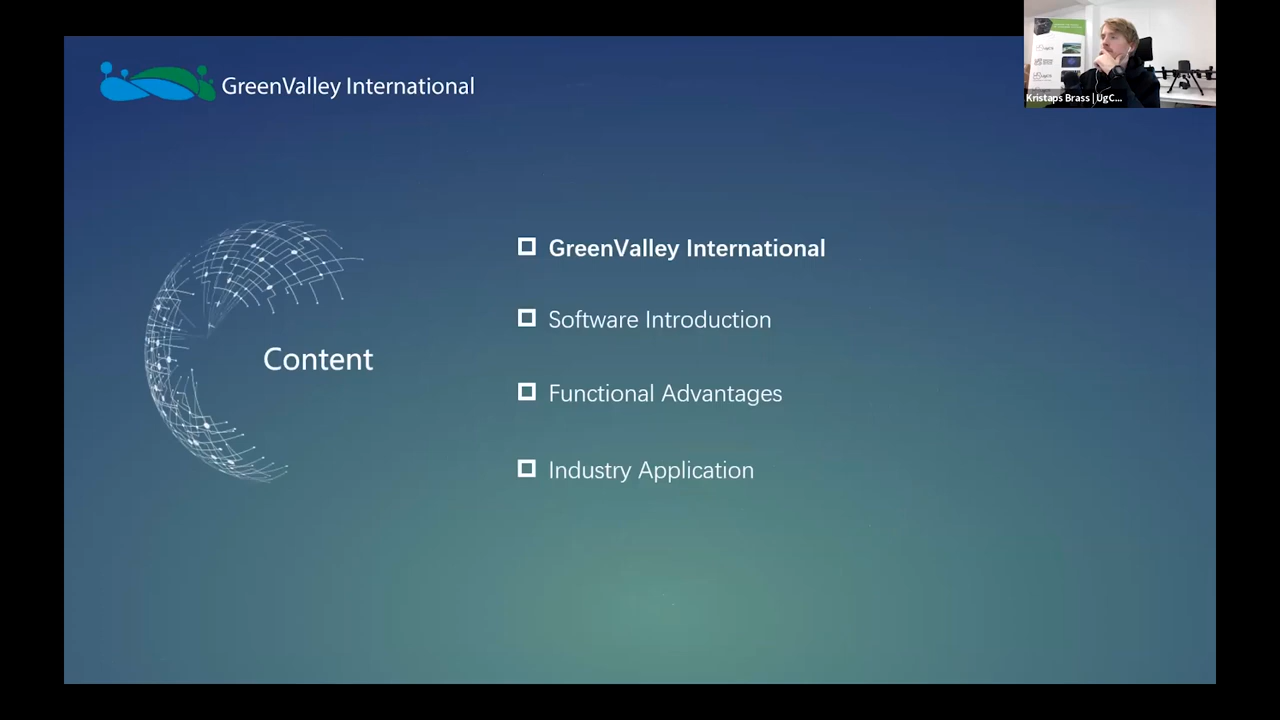 GreenValley International
Kristaps Brass | UgC...
GreenValley International
Software Introduction
Content
Functional Advantages
Industry Application